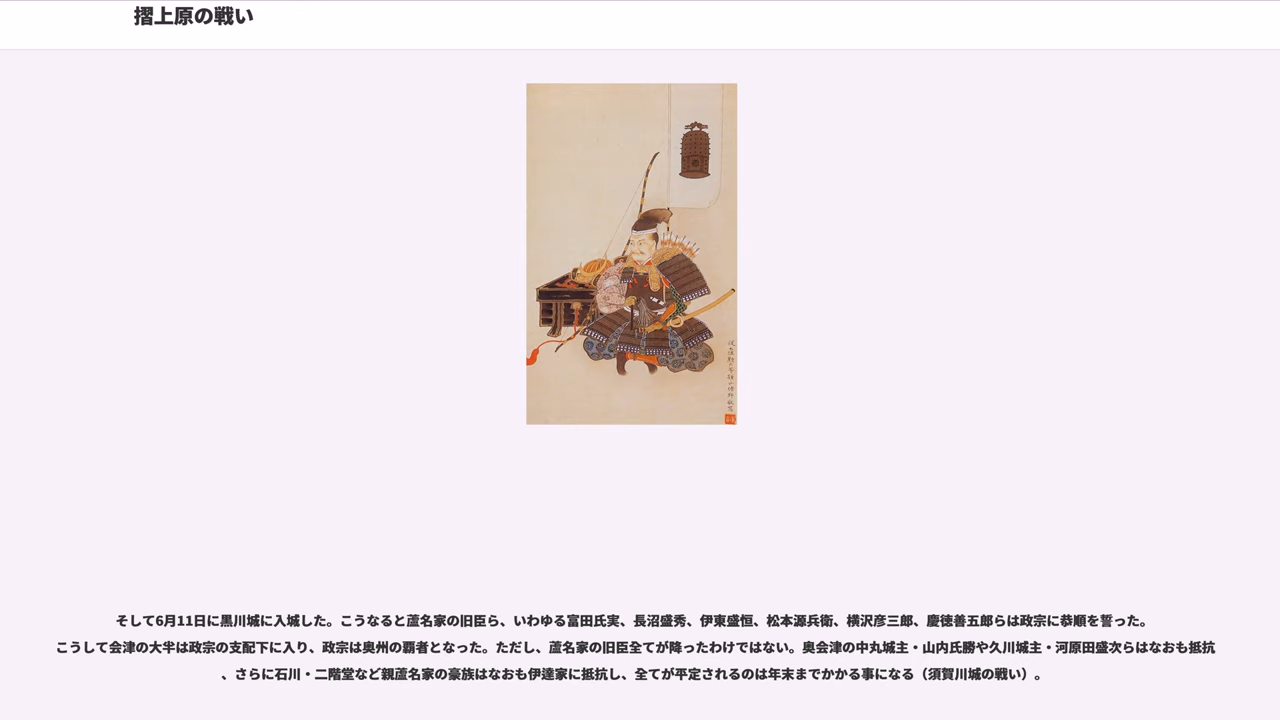 摺上原の戦い
そして6月11日に黒川城に入城した。こうなると蘆名家の旧臣ら、いわゆる富田氏実、長沼盛秀、伊東盛恒、松本源兵衛、横沢彦三郎、慶徳善五郎らは政宗に恭順を誓った。
こうして会津の大半は政宗の支配下に入り、政宗は奥州の覇者となった。ただし、蘆名家の旧臣全てが降ったわけではない。奥会津の中丸城主・山内氏勝や久川城主・河原田盛次らはなおも抵抗
、さらに石川・二階堂など親蘆名家の豪族はなおも伊達家に抵抗し、全てが平定されるのは年末までかかる事になる（須賀川城の戦い）。